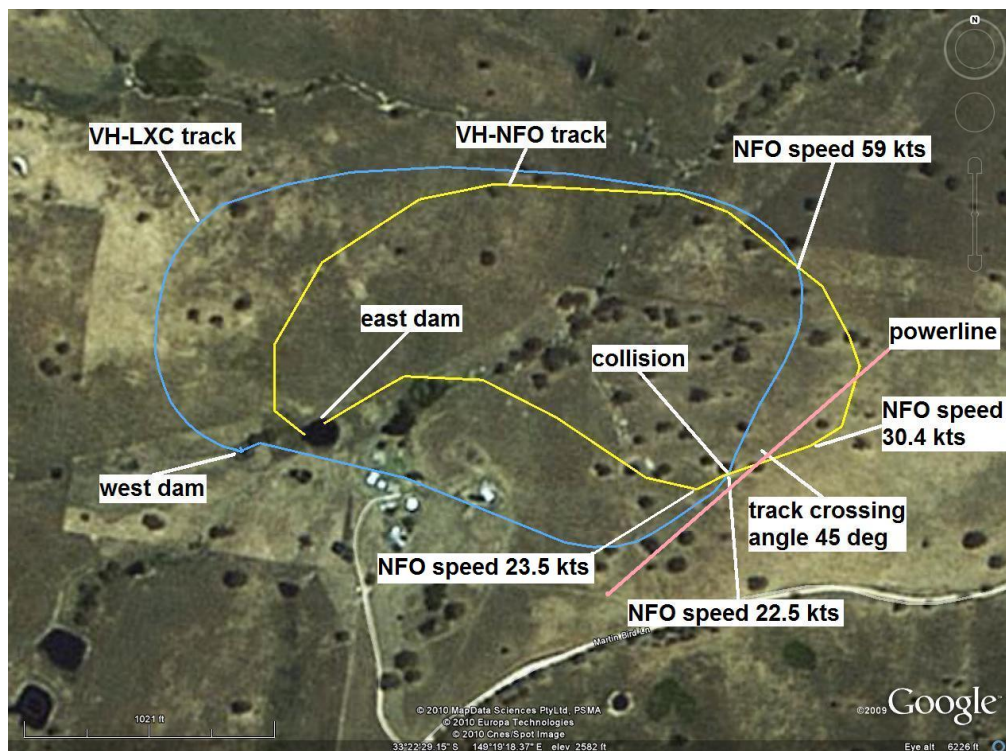 N
VH-LXC track
VH-NFO track
NFO speed 59 kts
east dam
powerline
collision
NFO speed
30.4 kts
west dam
track crossing
angle 45 deg
NFO speed 23.5 kts
NFO speed 22.5 kts
Martin Bird Ln
1021 ft
© 2010 MapData Sciences PtyLtd, PSMA
© 2010 Europa Technologies
© 2010 Cnes/Spot Image
©2009 Google
33°22'29.15" S 149°19'18.37" E elev 2582 ft
Eye alt 6226 ft